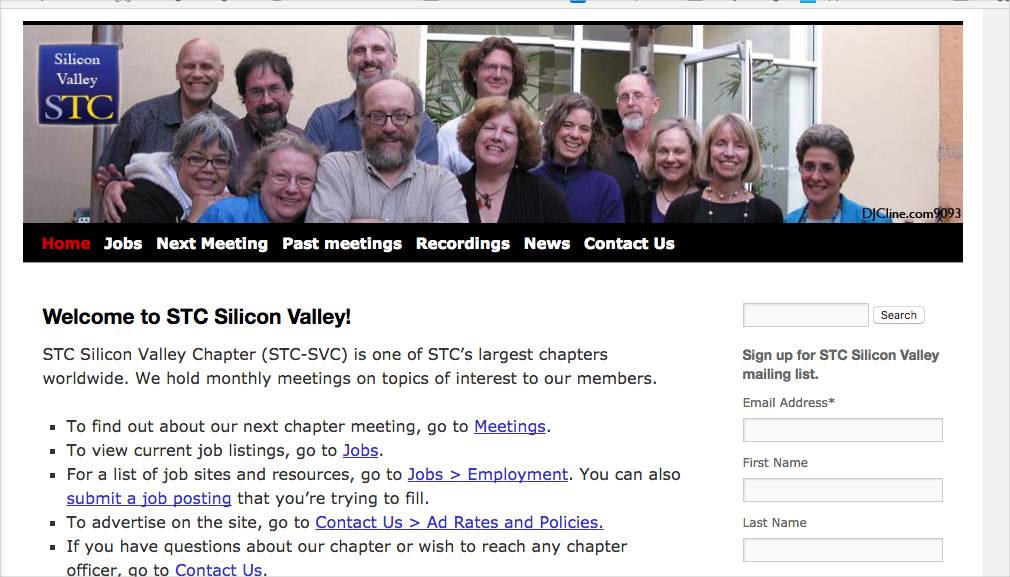 Silicon
Valley
STC
DJCline.com9093
Home Jobs Next Meeting Past meetings Recordings News Contact Us
Welcome to STC Silicon Valley!
STC Silicon Valley Chapter (STC-SVC) is one of STC’s largest chapters
worldwide. We hold monthly meetings on topics of interest to our members.
To find out about our next chapter meeting, go to Meetings.
To view current job listings, go to Jobs.
For a list of job sites and resources, go to Jobs > Employment. You can also
submit a job posting that you’re trying to fill.
To advertise on the site, go to Contact Us > Ad Rates and Policies.
If you have questions about our chapter or wish to reach any chapter
officer, go to Contact Us.
Search
Sign up for STC Silicon Valley
mailing list.
Email Address*
First Name
Last Name